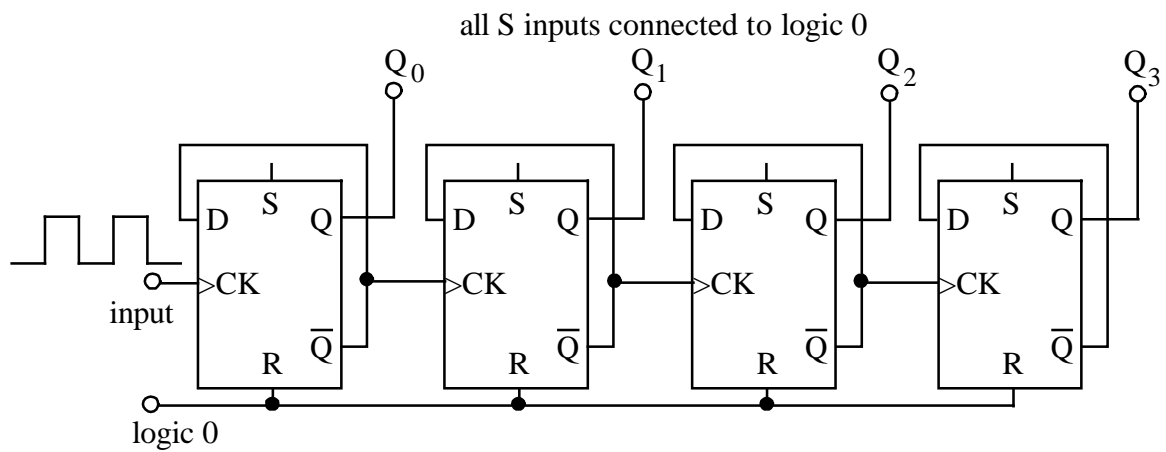 all S inputs connected to logic 0
Q0 Q1 Q2 Q3
S S S S
D Q D Q D Q D Q
>CK >CK >CK >CK
input
Q̅ Q̅ Q̅ Q̅
R R R R
logic 0